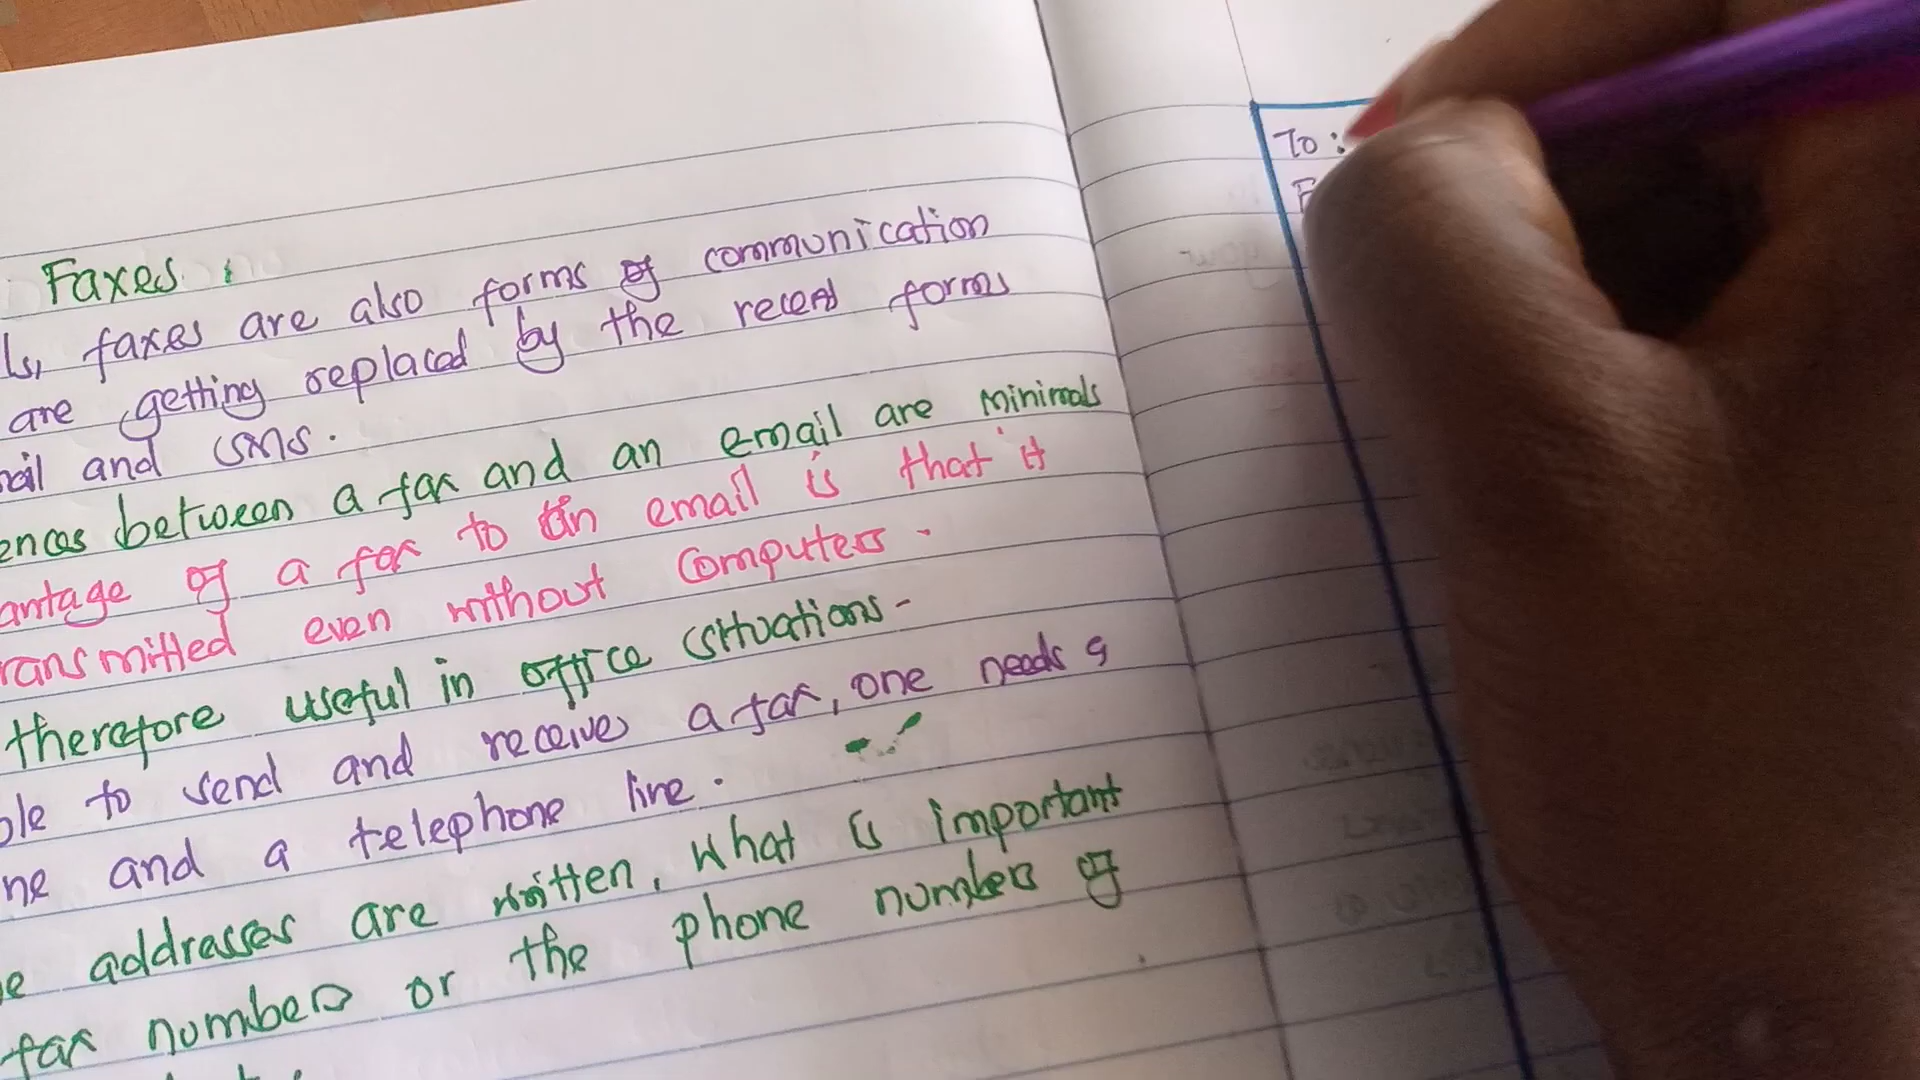 Faxes :
ls, faxes are also forms of communication
are getting replaced by the recent forms
ail and SMS.
ences between a fax and an email are minimals
antage of a fax to an email is that it
ransmitted even without Computers.
therefore useful in office situations-
ble to send and receive a fax, one needs a
ne and a telephone line.
e addresses are written, what is important
fax numbers or the phone numbers of
To :
F